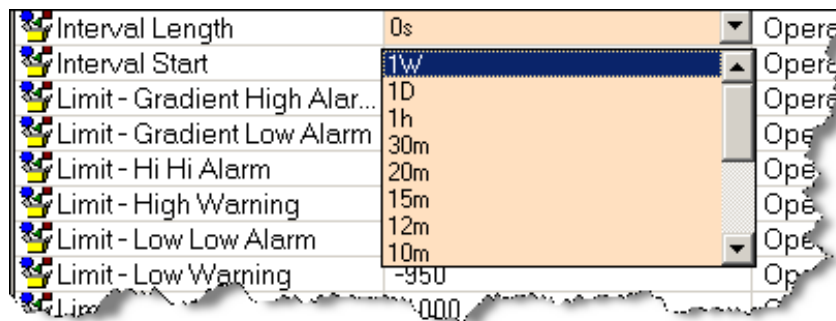 Interval Length 0s Opera
Interval Start 1W Opera
Limit - Gradient High Alar... 1D Opera
1h
Limit - Gradient Low Alarm 30m Ope
Limit - Hi Hi Alarm 20m Ope
Limit - High Warning 15m Ope
12m
Limit - Low Low Alarm 10m Ope
Limit - Low Warning -950 Op